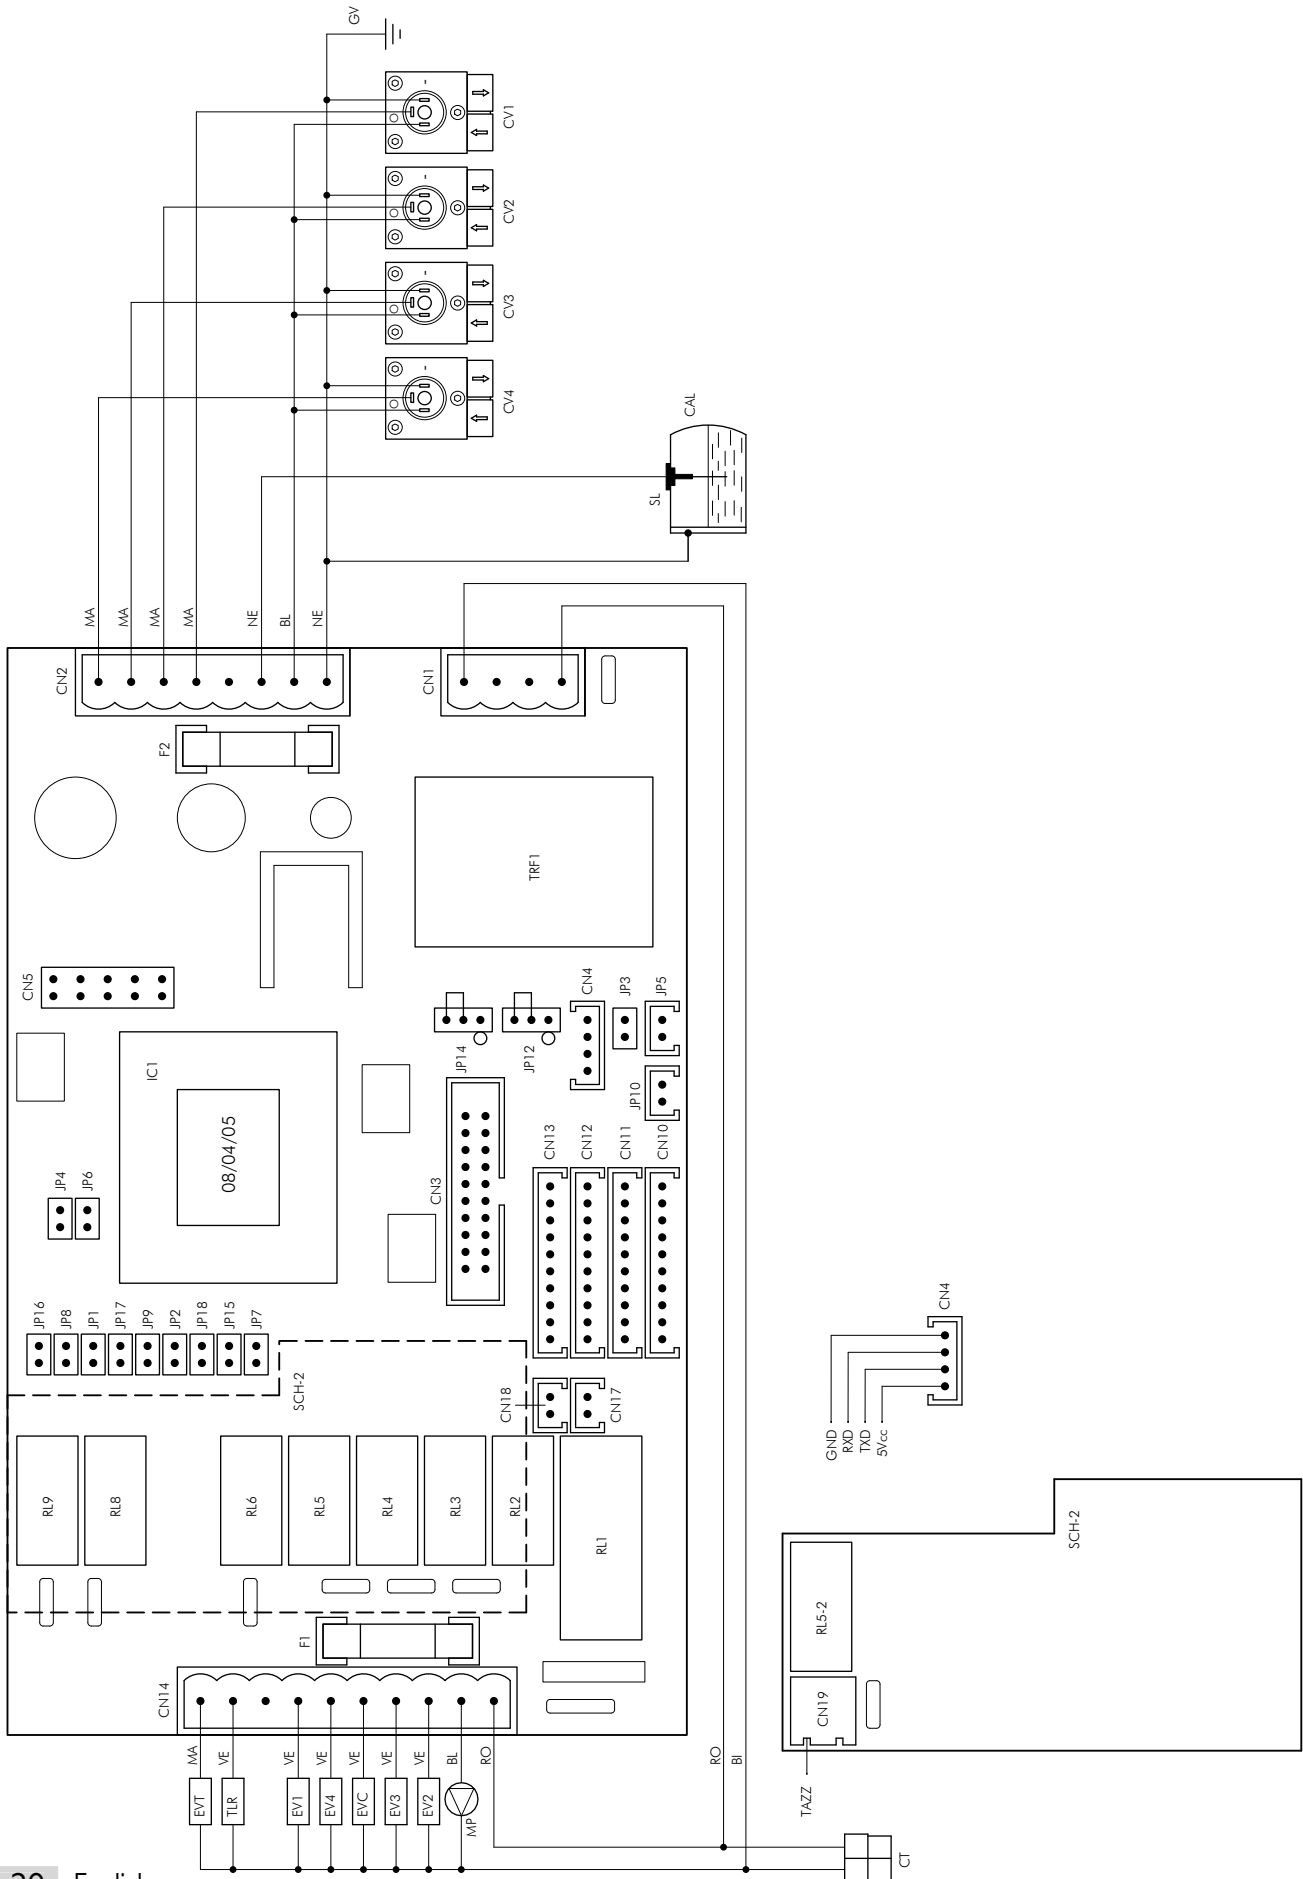 GV
CV1
CV2
CV3
CV4
CAL
SL
MA
MA
MA
MA
NE
BL
NE
CN2
CN1
F2
TRF1
CN5
IC1
08/04/05
JP14
JP12
CN4
JP3
JP5
JP10
JP4
JP6
CN3
CN13
CN12
CN11
CN10
JP16
JP8
JP1
JP17
JP9
JP2
JP18
JP15
JP7
SCH-2
CN18
CN17
RL9
RL8
RL6
RL5
RL4
RL3
RL2
RL1
F1
CN14
MA
VE
VE
VE
VE
VE
VE
BL
RO
EVT
TLR
EV1
EV4
EVC
EV3
EV2
MP
RO
BI
CT
CN4
GND
RXD
TXD
5Vcc
SCH-2
RL5-2
CN19
TAZZ